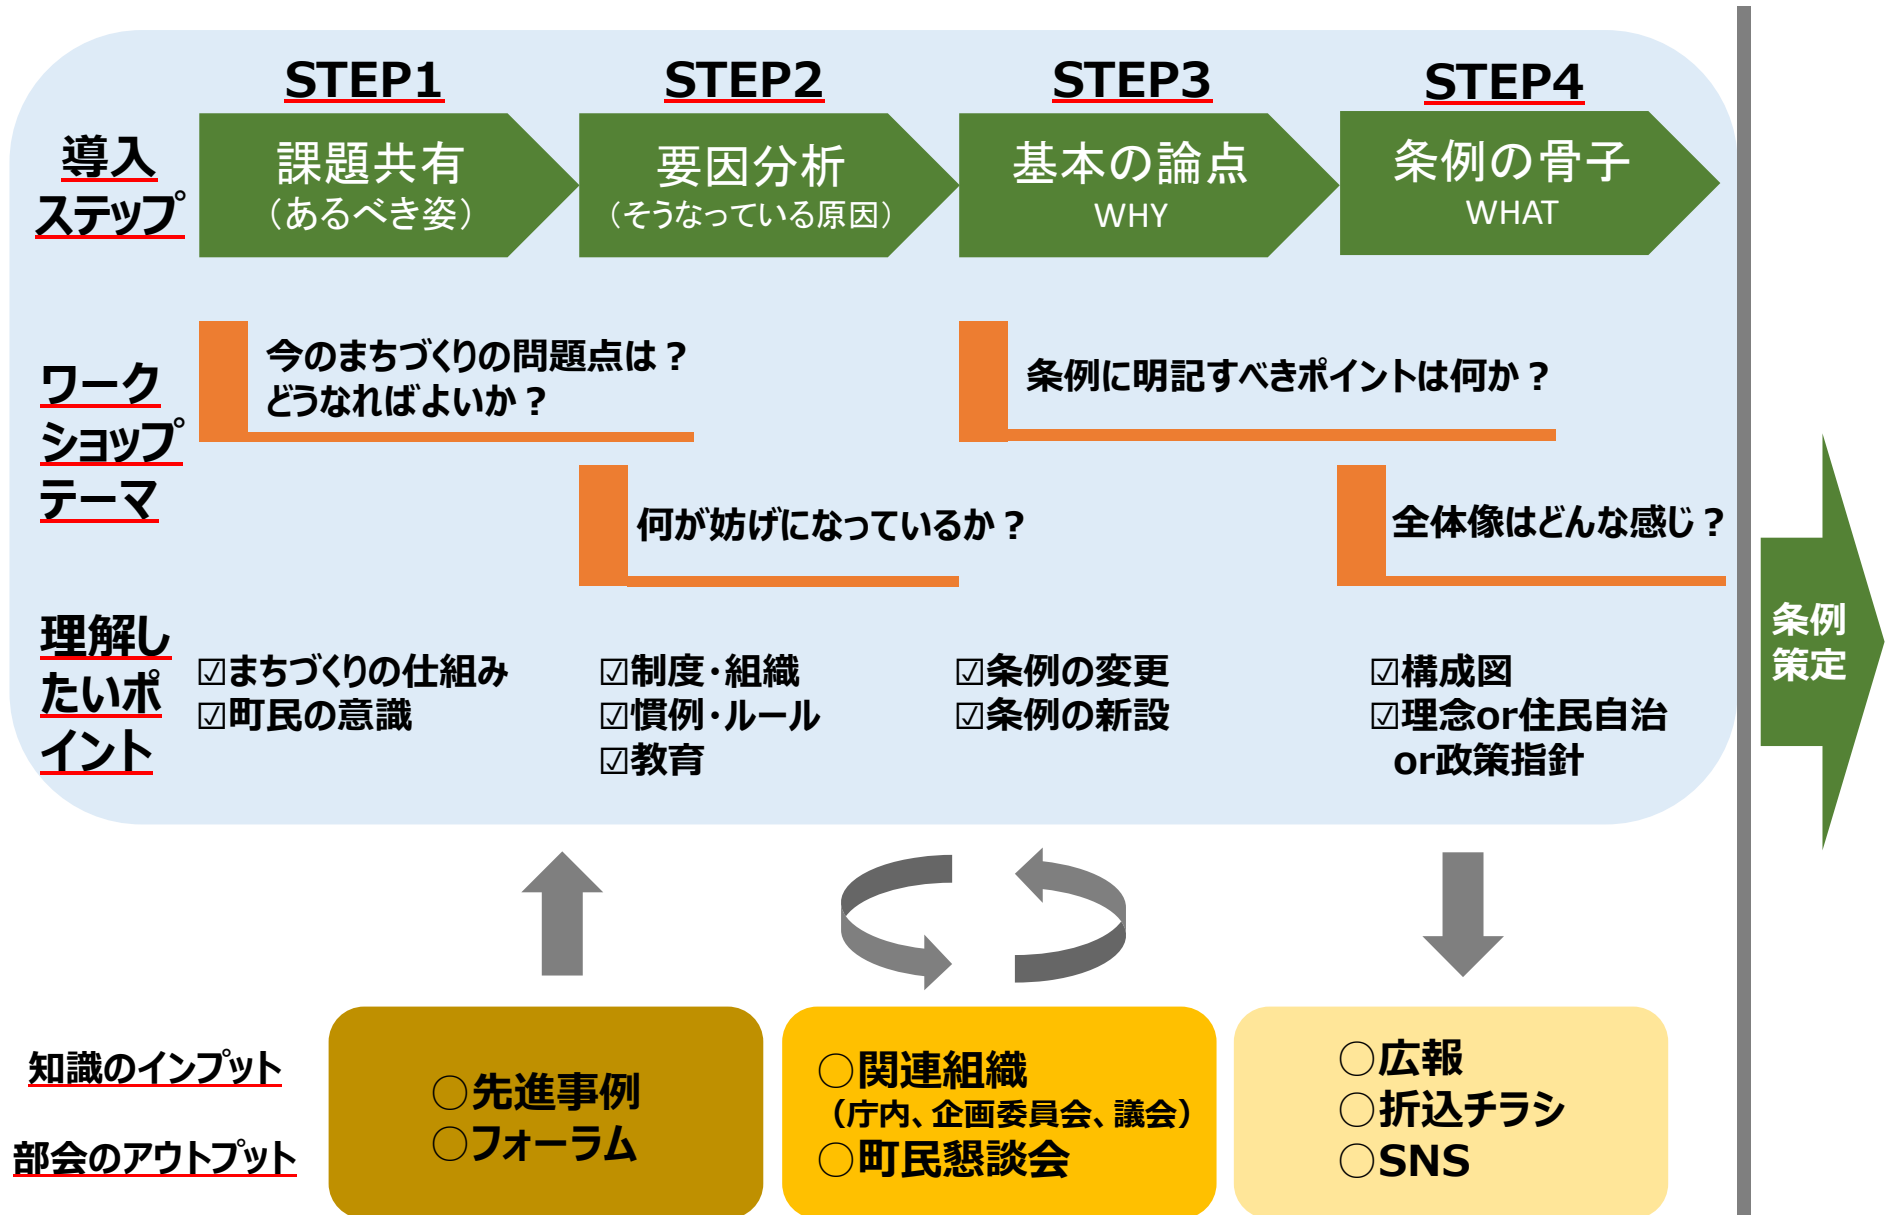 STEP1
STEP2
STEP3
STEP4
導入
ステップ
課題共有
（あるべき姿）
要因分析
（そうなっている原因）
基本の論点
WHY
条例の骨子
WHAT
ワーク
ショップ
テーマ
今のまちづくりの問題点は？
どうなればよいか？
何が妨げになっているか？
条例に明記すべきポイントは何か？
全体像はどんな感じ？
理解し
たいポ
イント
☑まちづくりの仕組み
☑町民の意識
☑制度・組織
☑慣例・ルール
☑教育
☑条例の変更
☑条例の新設
☑構成図
☑理念or住民自治
or政策指針
条例
策定
知識のインプット
部会のアウトプット
○先進事例
○フォーラム
○関連組織
（庁内、企画委員会、議会）
○町民懇談会
○広報
○折込チラシ
○SNS